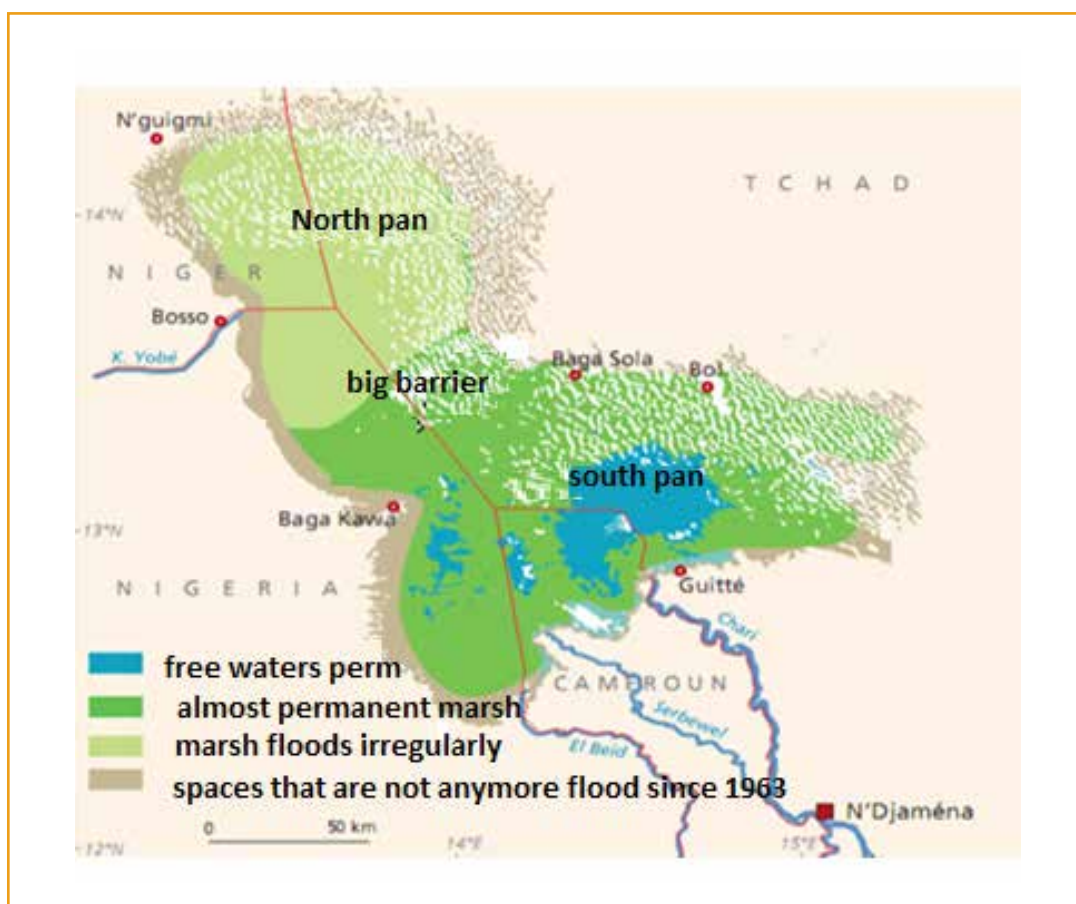 N'guigmi
T C H A D
14°N
North pan
N I G E R
Bosso
K. Yobé
big barrier
Baga Sola
Bol
south pan
Baga Kawa
13°N
Guitté
N I G E R I A
Chari
free waters perm
C A M E R O U N
almost permanent marsh
Serbewel
marsh floods irregularly
El Beid
spaces that are not anymore flood since 1963
0 50 km
N'Djaména
12°N
14°E
15°E